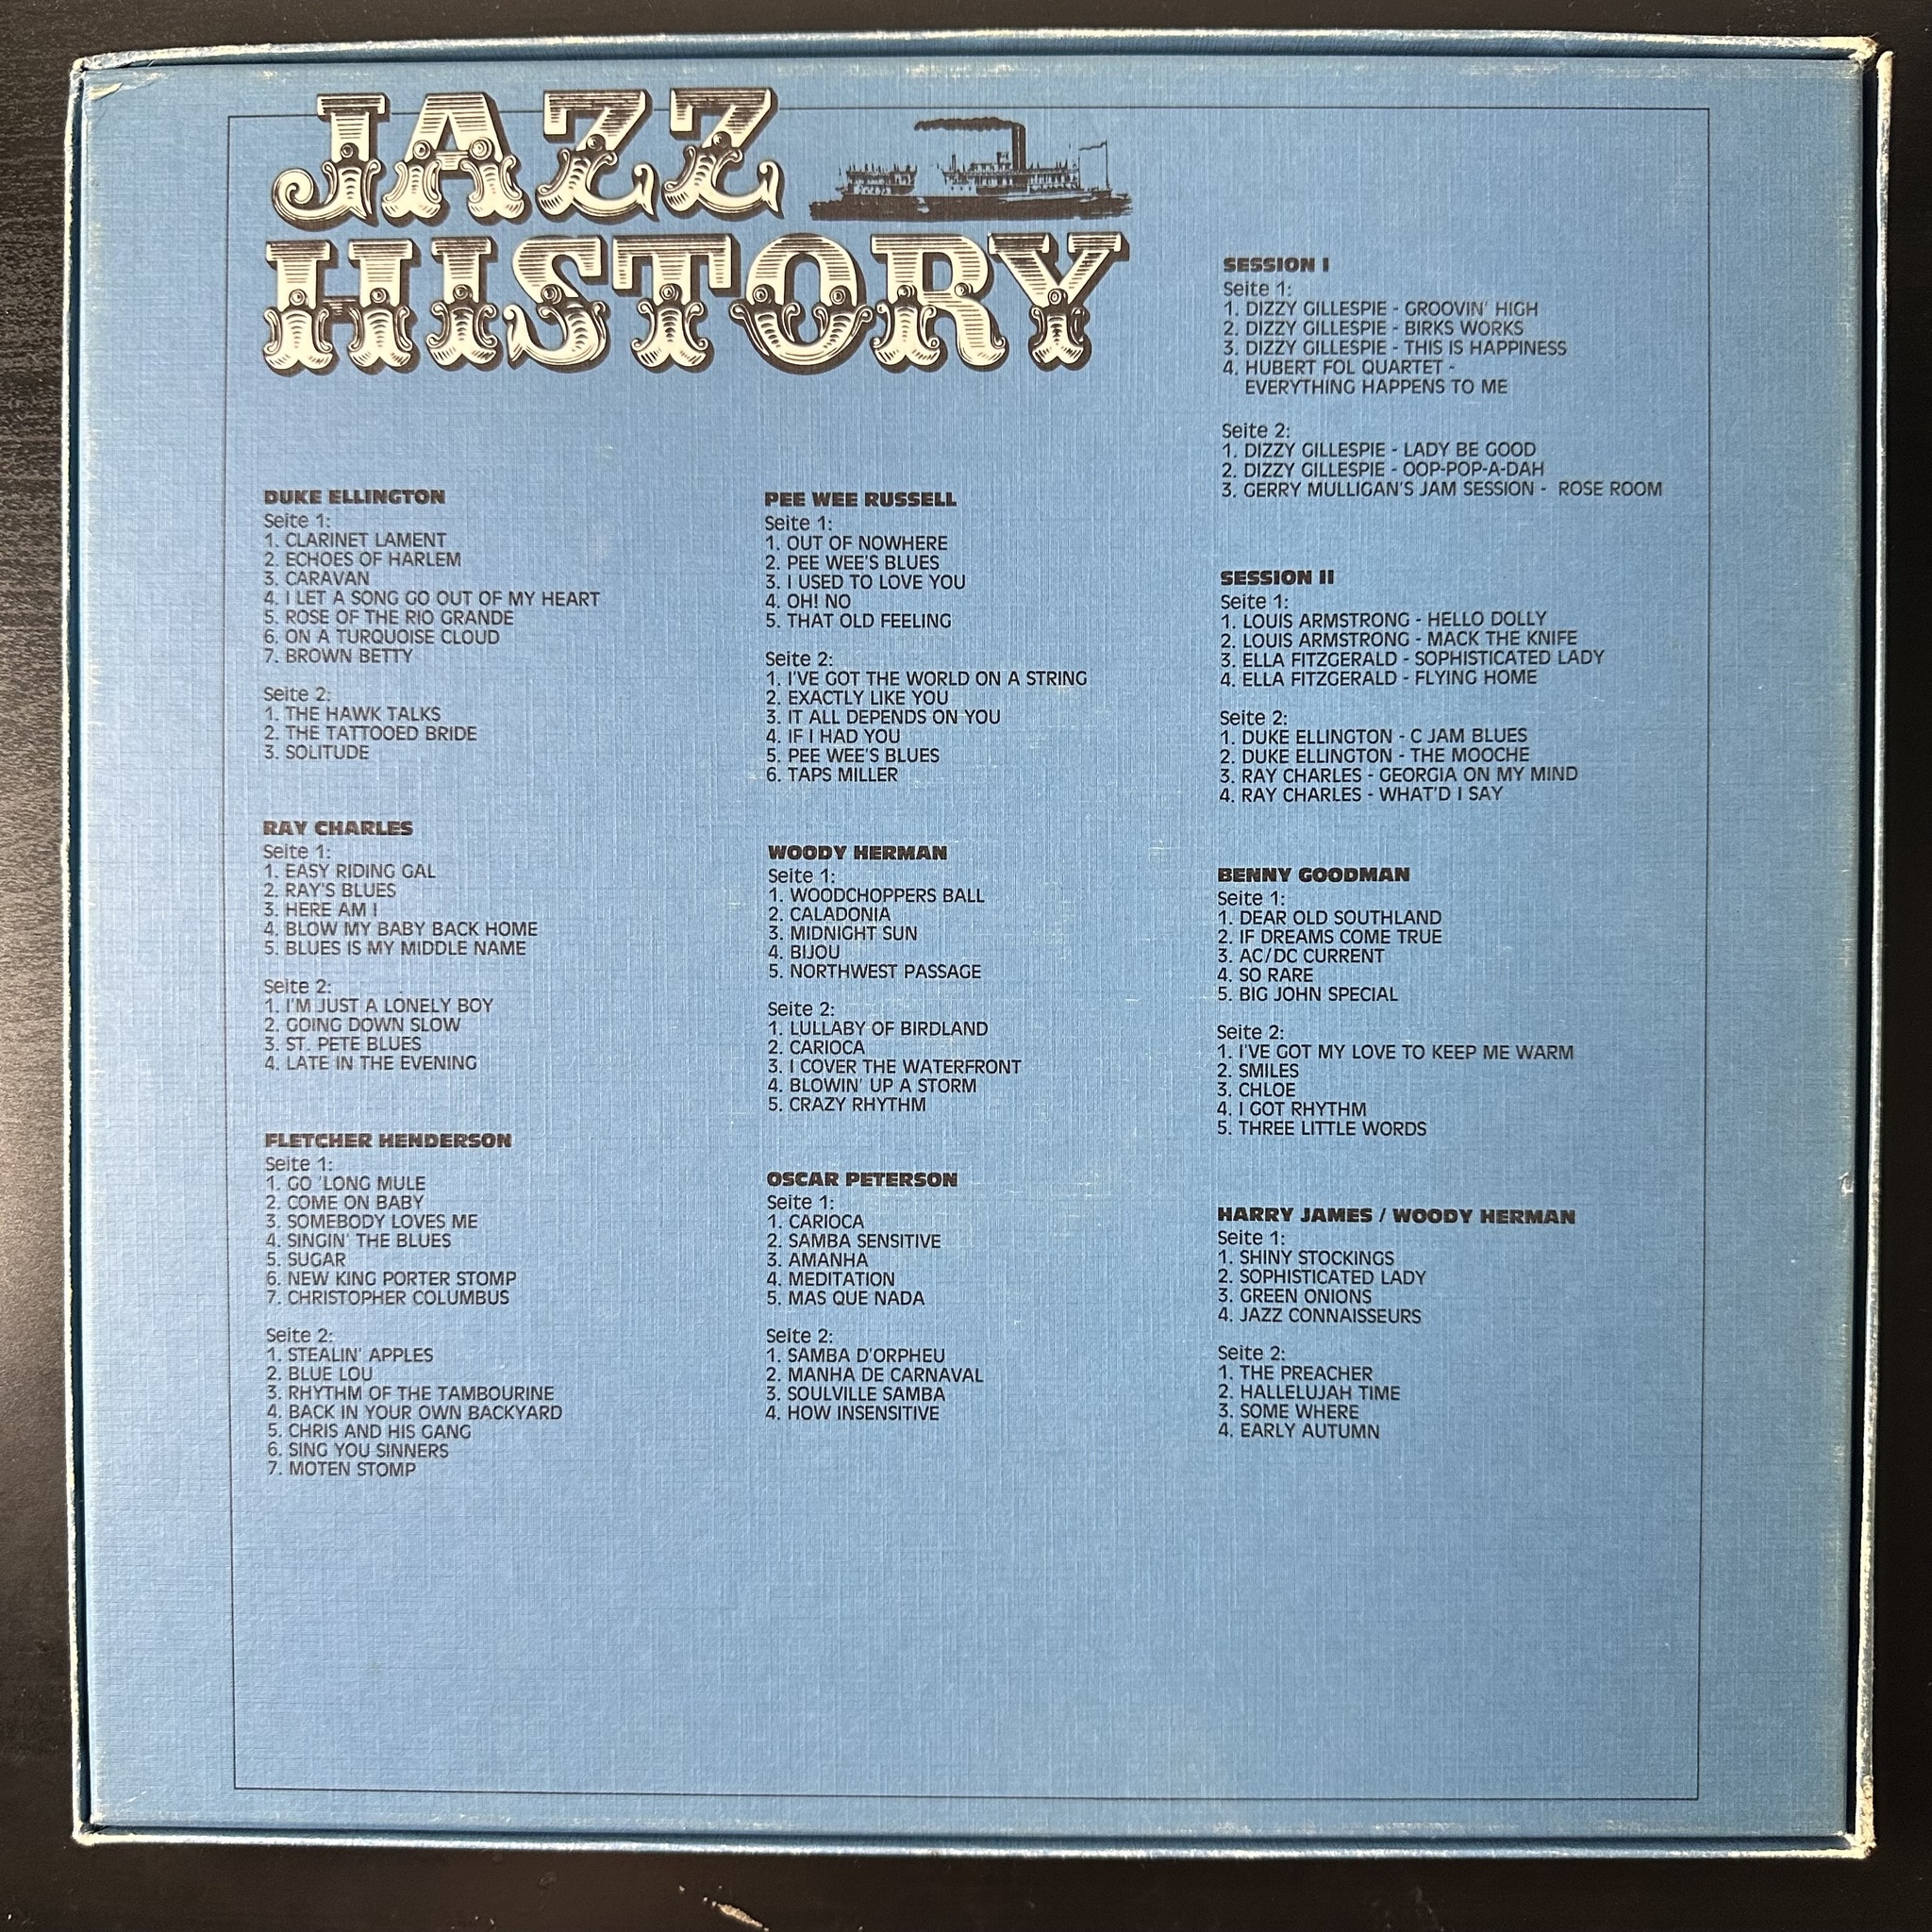 JAZZ
HISTORY
DUKE ELLINGTON
Seite 1:
1. CLARINET LAMENT
2. ECHOES OF HARLEM
3. CARAVAN
4. I LET A SONG GO OUT OF MY HEART
5. ROSE OF THE RIO GRANDE
6. ON A TURQUOISE CLOUD
7. BROWN BETTY
Seite 2:
1. THE HAWK TALKS
2. THE TATTOOED BRIDE
3. SOLITUDE
RAY CHARLES
Seite 1:
1. EASY RIDING GAL
2. RAY'S BLUES
3. HERE AM I
4. BLOW MY BABY BACK HOME
5. BLUES IS MY MIDDLE NAME
Seite 2:
1. I'M JUST A LONELY BOY
2. GOING DOWN SLOW
3. ST. PETE BLUES
4. LATE IN THE EVENING
FLETCHER HENDERSON
Seite 1:
1. GO 'LONG MULE
2. COME ON BABY
3. SOMEBODY LOVES ME
4. SINGIN' THE BLUES
5. SUGAR
6. NEW KING PORTER STOMP
7. CHRISTOPHER COLUMBUS
Seite 2:
1. STEALIN' APPLES
2. BLUE LOU
3. RHYTHM OF THE TAMBOURINE
4. BACK IN YOUR OWN BACKYARD
5. CHRIS AND HIS GANG
6. SING YOU SINNERS
7. MOTEN STOMP
PEE WEE RUSSELL
Seite 1:
1. OUT OF NOWHERE
2. PEE WEE'S BLUES
3. I USED TO LOVE YOU
4. OH! NO
5. THAT OLD FEELING
Seite 2:
1. I'VE GOT THE WORLD ON A STRING
2. EXACTLY LIKE YOU
3. IT ALL DEPENDS ON YOU
4. IF I HAD YOU
5. PEE WEE'S BLUES
6. TAPS MILLER
WOODY HERMAN
Seite 1:
1. WOODCHOPPERS BALL
2. CALADONIA
3. MIDNIGHT SUN
4. BIJOU
5. NORTHWEST PASSAGE
Seite 2:
1. LULLABY OF BIRDLAND
2. CARIOCA
3. I COVER THE WATERFRONT
4. BLOWIN' UP A STORM
5. CRAZY RHYTHM
OSCAR PETERSON
Seite 1:
1. CARIOCA
2. SAMBA SENSITIVE
3. AMANHA
4. MEDITATION
5. MAS QUE NADA
Seite 2:
1. SAMBA D'ORPHEU
2. MANHA DE CARNAVAL
3. SOULVILLE SAMBA
4. HOW INSENSITIVE
SESSION I
Seite 1:
1. DIZZY GILLESPIE - GROOVIN' HIGH
2. DIZZY GILLESPIE - BIRKS WORKS
3. DIZZY GILLESPIE - THIS IS HAPPINESS
4. HUBERT FOL QUARTET -
EVERYTHING HAPPENS TO ME
Seite 2:
1. DIZZY GILLESPIE - LADY BE GOOD
2. DIZZY GILLESPIE - OOP-POP-A-DAH
3. GERRY MULLIGAN'S JAM SESSION - ROSE ROOM
SESSION II
Seite 1:
1. LOUIS ARMSTRONG - HELLO DOLLY
2. LOUIS ARMSTRONG - MACK THE KNIFE
3. ELLA FITZGERALD - SOPHISTICATED LADY
4. ELLA FITZGERALD - FLYING HOME
Seite 2:
1. DUKE ELLINGTON - C JAM BLUES
2. DUKE ELLINGTON - THE MOOCHE
3. RAY CHARLES - GEORGIA ON MY MIND
4. RAY CHARLES - WHAT'D I SAY
BENNY GOODMAN
Seite 1:
1. DEAR OLD SOUTHLAND
2. IF DREAMS COME TRUE
3. AC/DC CURRENT
4. SO RARE
5. BIG JOHN SPECIAL
Seite 2:
1. I'VE GOT MY LOVE TO KEEP ME WARM
2. SMILES
3. CHLOE
4. I GOT RHYTHM
5. THREE LITTLE WORDS
HARRY JAMES / WOODY HERMAN
Seite 1:
1. SHINY STOCKINGS
2. SOPHISTICATED LADY
3. GREEN ONIONS
4. JAZZ CONNAISSEURS
Seite 2:
1. THE PREACHER
2. HALLELUJAH TIME
3. SOME WHERE
4. EARLY AUTUMN